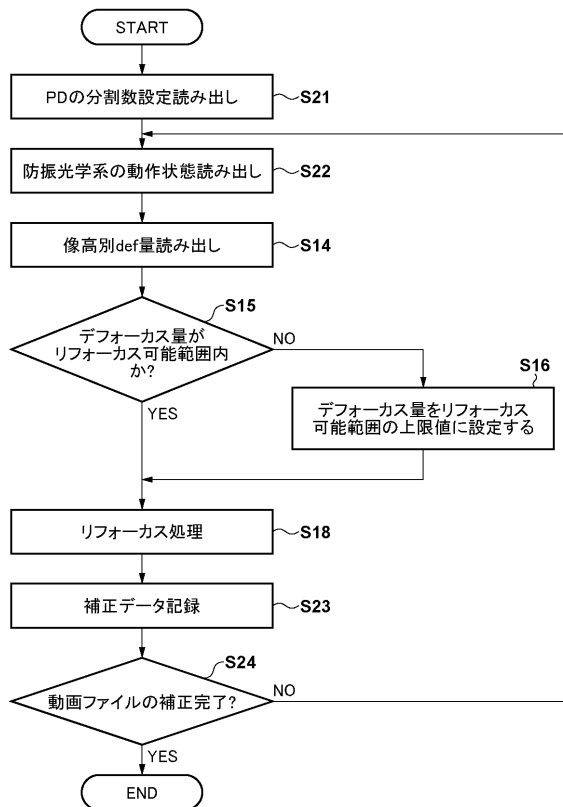 START
PDの分割数設定読み出し
S21
防振光学系の動作状態読み出し
S22
像高別def量読み出し
S14
S15
デフォーカス量が
リフォーカス可能範囲内
か?
NO
YES
S16
デフォーカス量をリフォーカス
可能範囲の上限値に設定する
リフォーカス処理
S18
補正データ記録
S23
S24
動画ファイルの補正完了?
NO
YES
END